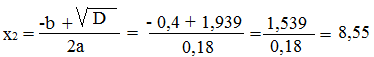 x2 = -b + √D / 2a = - 0,4 + 1,939 / 0,18 = 1,539 / 0,18 = 8,55